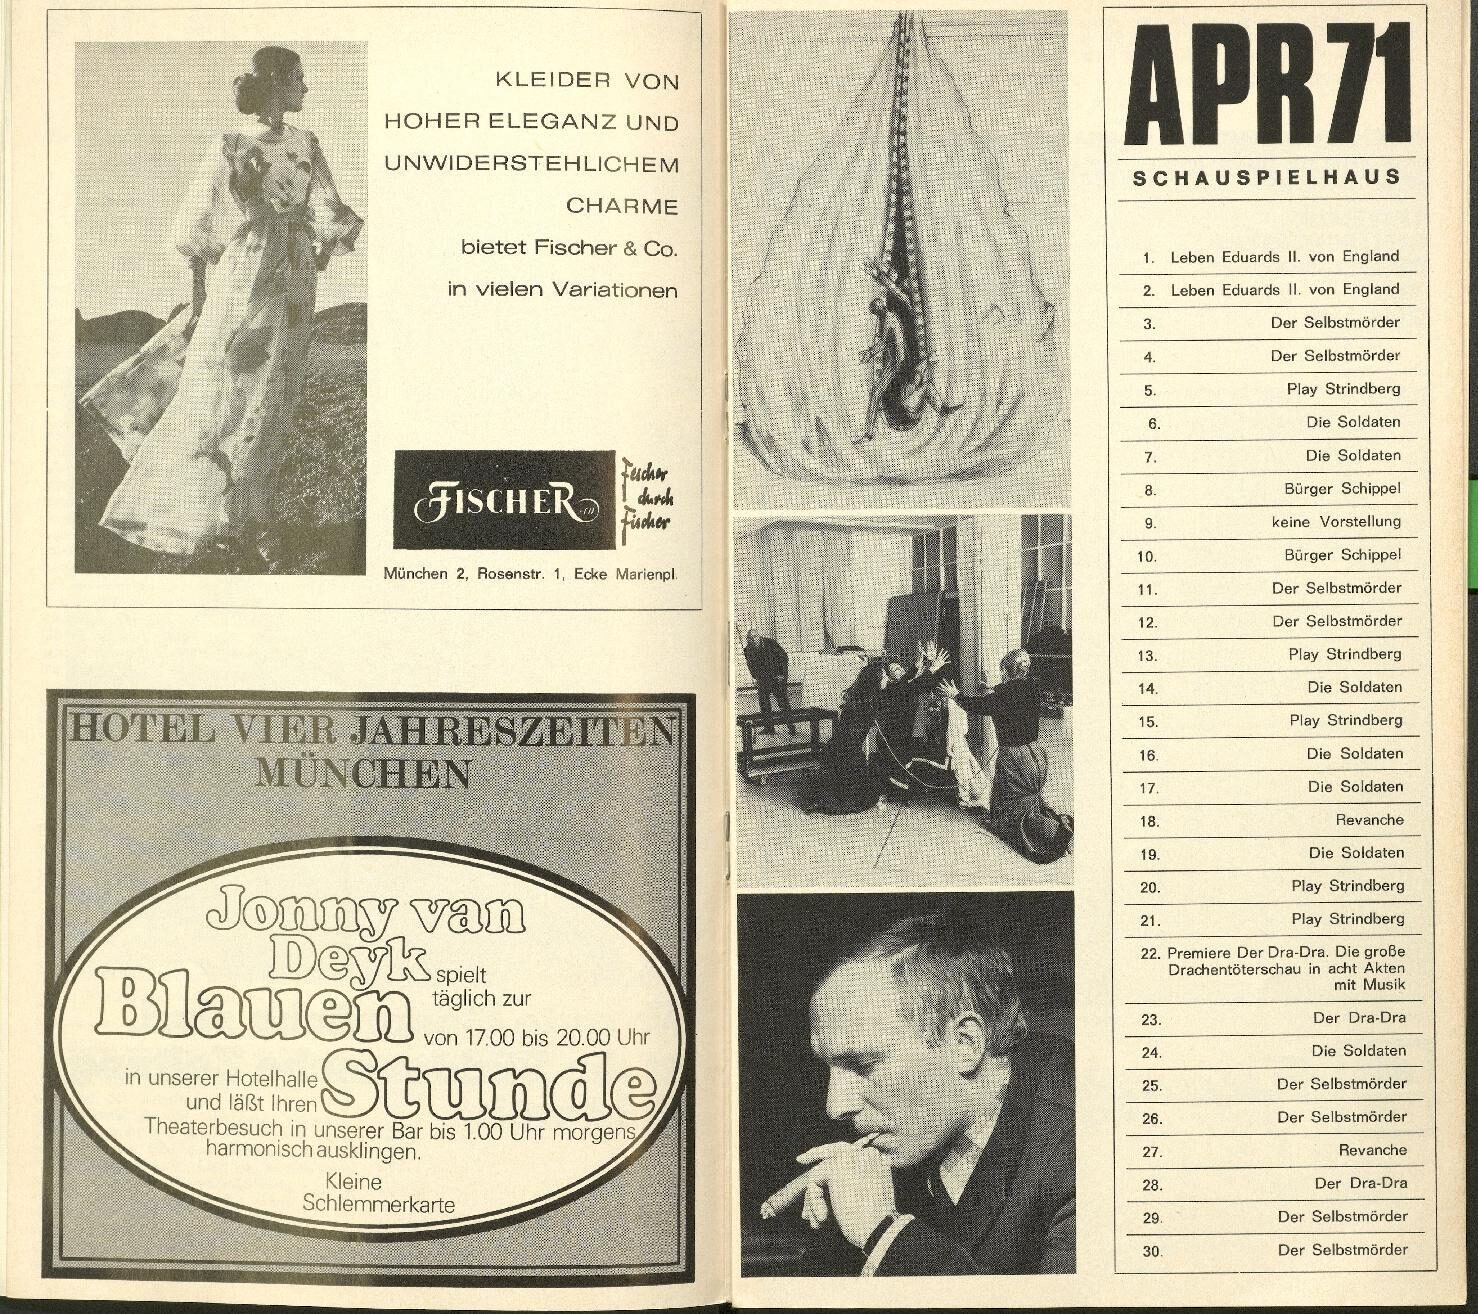 KLEIDER VON
HOHER ELEGANZ UND
UNWIDERSTEHLICHEM
CHARME
bietet Fischer & Co.
in vielen Variationen
FISCHER
Fescher
durch
Fischer
München 2, Rosenstr. 1, Ecke Marienpl.
HOTEL VIER JAHRESZEITEN
MÜNCHEN
Jonny van
Deyk spielt
täglich zur
Blauen
von 17.00 bis 20.00 Uhr
Stunde
in unserer Hotelhalle
und läßt Ihren
Theaterbesuch in unserer Bar bis 1.00 Uhr morgens
harmonisch ausklingen.
Kleine
Schlemmerkarte
APR 71
SCHAUSPIELHAUS
1. Leben Eduards II. von England
2. Leben Eduards II. von England
3. Der Selbstmörder
4. Der Selbstmörder
5. Play Strindberg
6. Die Soldaten
7. Die Soldaten
8. Bürger Schippel
9. keine Vorstellung
10. Bürger Schippel
11. Der Selbstmörder
12. Der Selbstmörder
13. Play Strindberg
14. Die Soldaten
15. Play Strindberg
16. Die Soldaten
17. Die Soldaten
18. Revanche
19. Die Soldaten
20. Play Strindberg
21. Play Strindberg
22. Premiere Der Dra-Dra. Die große
Drachentöterschau in acht Akten
mit Musik
23. Der Dra-Dra
24. Die Soldaten
25. Der Selbstmörder
26. Der Selbstmörder
27. Revanche
28. Der Dra-Dra
29. Der Selbstmörder
30. Der Selbstmörder